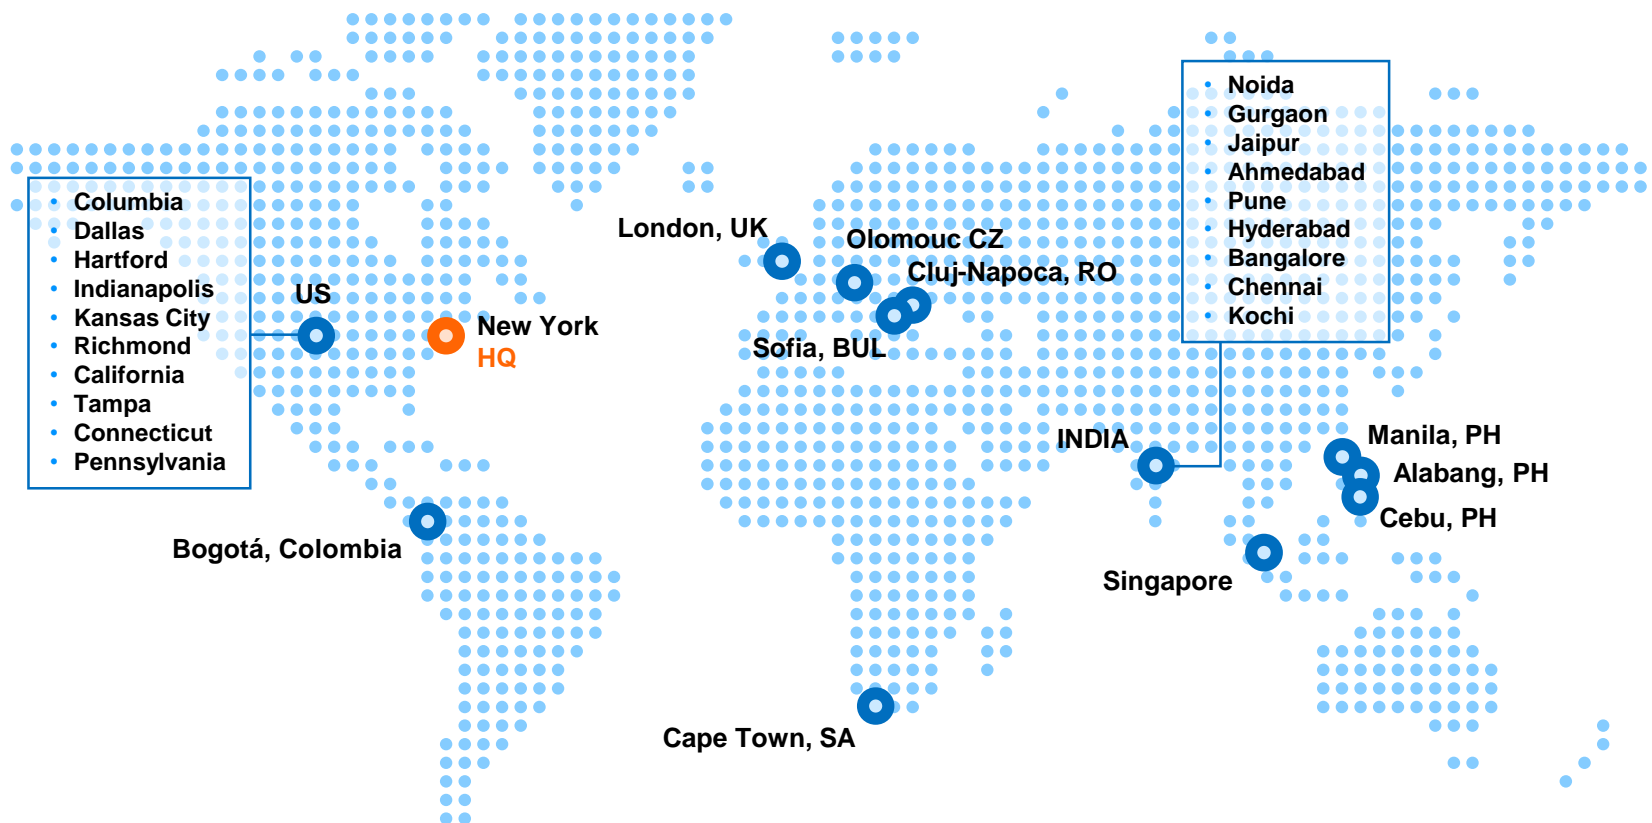 Columbia
Dallas
Hartford
Indianapolis
Kansas City
Richmond
California
Tampa
Connecticut
Pennsylvania
US
New York
HQ
Bogotá, Colombia
London, UK
Olomouc CZ
Cluj-Napoca, RO
Sofia, BUL
Cape Town, SA
Noida
Gurgaon
Jaipur
Ahmedabad
Pune
Hyderabad
Bangalore
Chennai
Kochi
INDIA
Manila, PH
Alabang, PH
Cebu, PH
Singapore